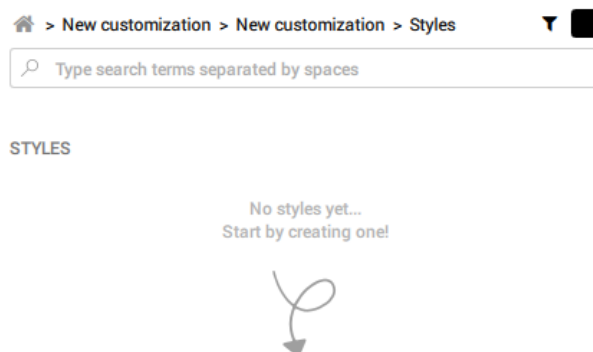 > New customization > New customization > Styles
Type search terms separated by spaces
STYLES
No styles yet...
Start by creating one!